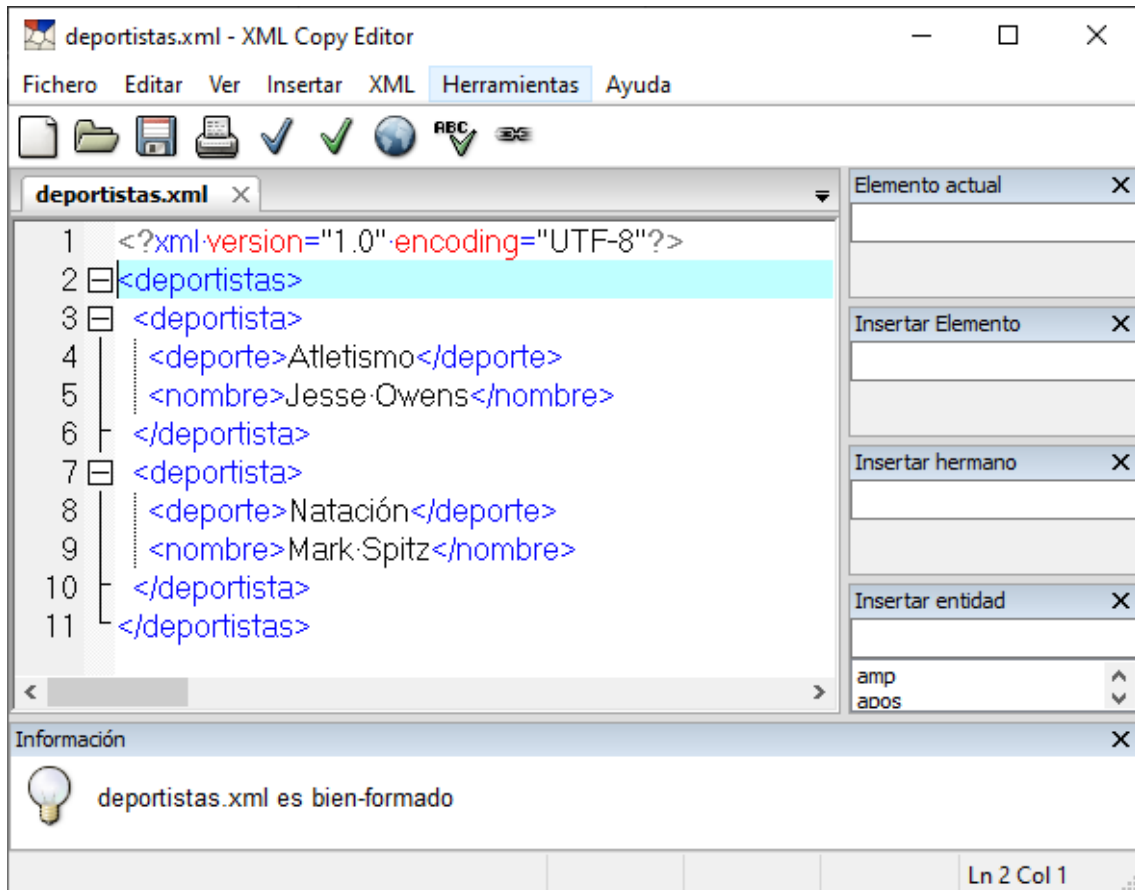 deportistas.xml - XML Copy Editor
Fichero Editar Ver Insertar XML Herramientas Ayuda
ABC
deportistas.xml
1 <?xml·version="1.0"·encoding="UTF-8"?>
2 <deportistas>
3 <deportista>
4 <deporte>Atletismo</deporte>
5 <nombre>Jesse·Owens</nombre>
6 </deportista>
7 <deportista>
8 <deporte>Natación</deporte>
9 <nombre>Mark·Spitz</nombre>
10 </deportista>
11 </deportistas>
Elemento actual
Insertar Elemento
Insertar hermano
Insertar entidad
amp
apos
Información
deportistas.xml es bien-formado
Ln 2 Col 1